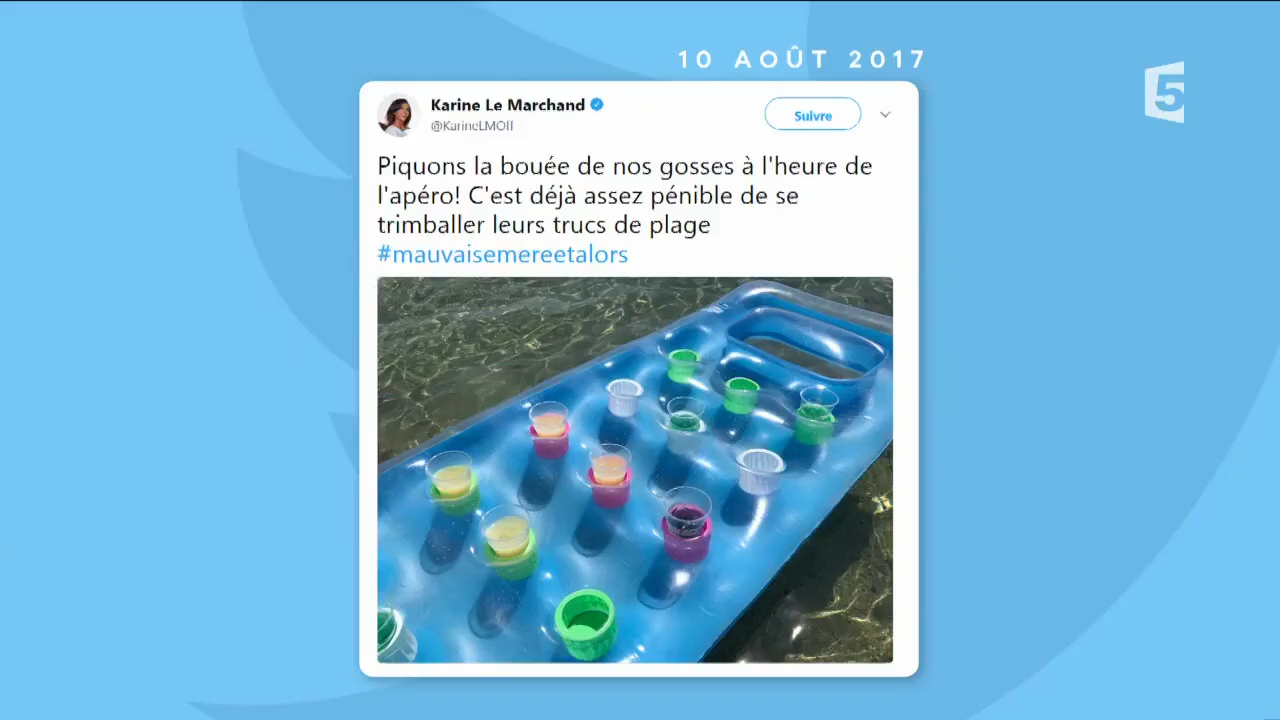 10 AOÛT 2017
5
Karine Le Marchand
@KarineLMOff
Suivre
Piquons la bouée de nos gosses à l'heure de
l'apéro! C'est déjà assez pénible de se
trimballer leurs trucs de plage
#mauvaisemereetalors